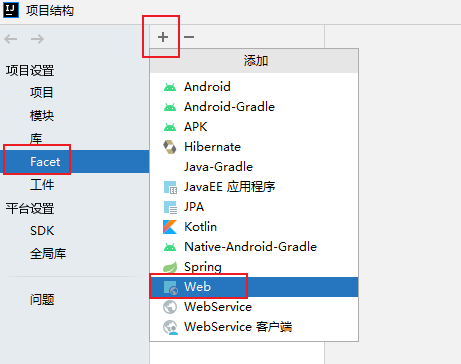 项目结构
项目设置
项目
模块
库
Facet
工件
平台设置
SDK
全局库
问题
添加
Android
Android-Gradle
APK
Hibernate
Java-Gradle
JavaEE 应用程序
JPA
Kotlin
Native-Android-Gradle
Spring
Web
WebService
WebService 客户端